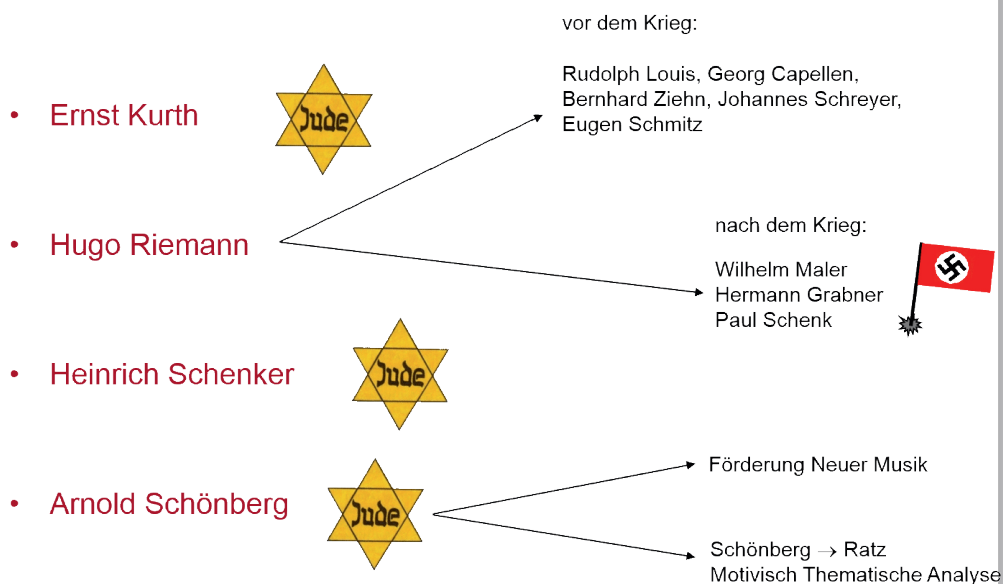 vor dem Krieg:
Rudolph Louis, Georg Capellen,
Bernhard Ziehn, Johannes Schreyer,
Eugen Schmitz
• Ernst Kurth
Jude
• Hugo Riemann
nach dem Krieg:
Wilhelm Maler
Hermann Grabner
Paul Schenk
• Heinrich Schenker
Jude
Förderung Neuer Musik
• Arnold Schönberg
Jude
Schönberg → Ratz
Motivisch Thematische Analyse